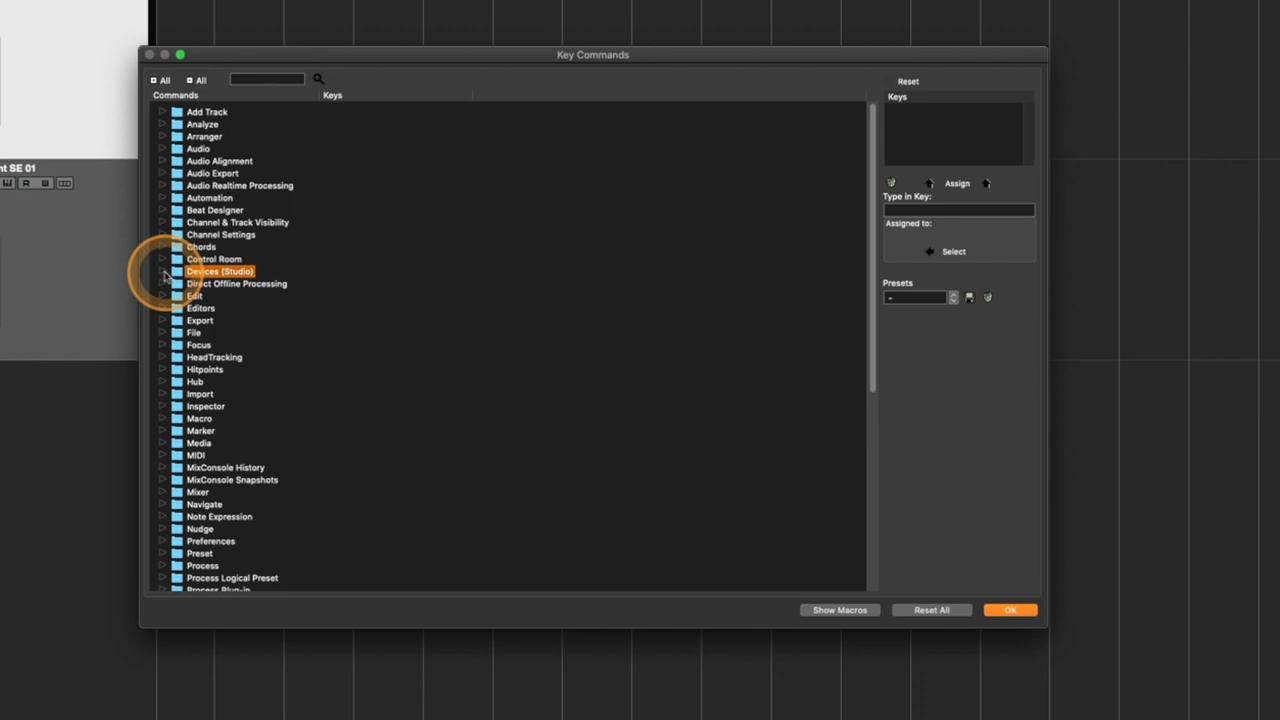 Key Commands
All All
Commands Keys
Add Track
Analyze
Arranger
Audio
Audio Alignment
Audio Export
Audio Realtime Processing
Automation
Beat Designer
Channel & Track Visibility
Channel Settings
Chords
Control Room
Devices (Studio)
Direct Offline Processing
Edit
Editors
Export
File
Focus
HeadTracking
Hitpoints
Hub
Import
Inspector
Macro
Marker
Media
MIDI
MixConsole History
MixConsole Snapshots
Mixer
Navigate
Note Expression
Nudge
Preferences
Preset
Process
Process Logical Preset
Process Plug-in
Reset
Keys
Assign
Type in Key:
Assigned to:
Select
Presets
-
Show Macros Reset All OK
nt SE 01
R W